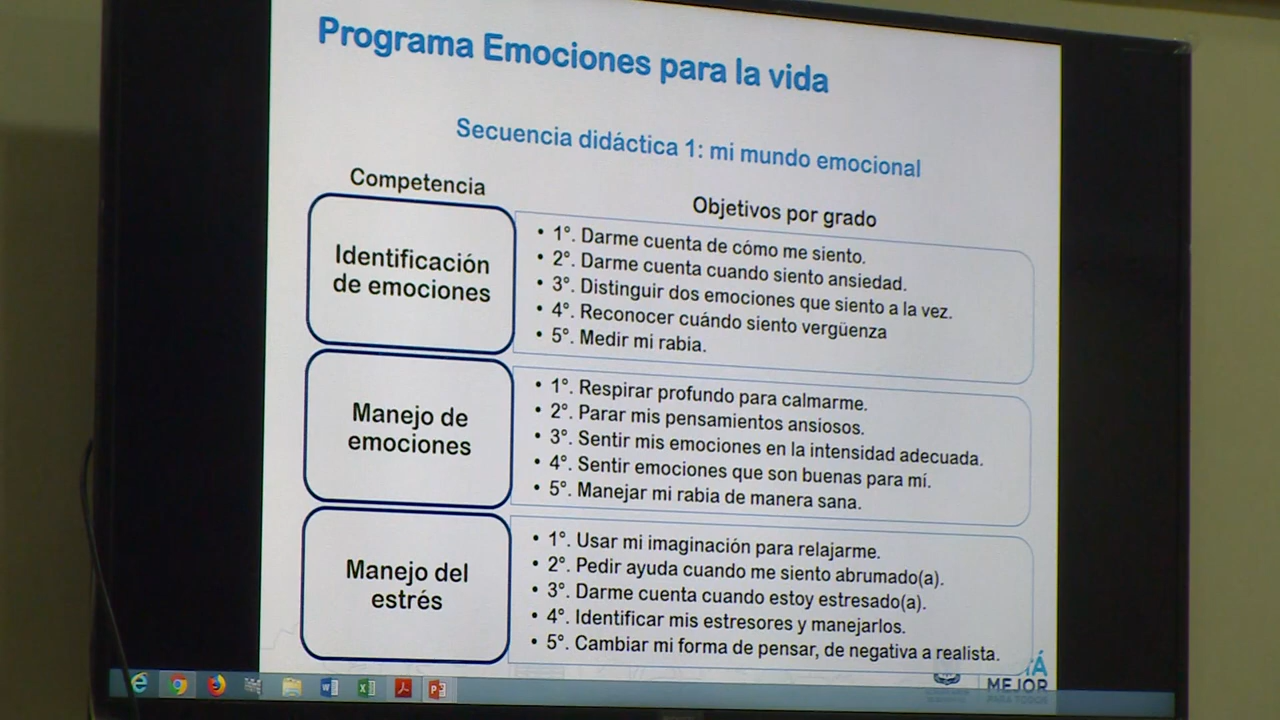 Programa Emociones para la vida
Secuencia didáctica 1: mi mundo emocional
Competencia
Objetivos por grado
Identificación
de emociones
• 1°. Darme cuenta de cómo me siento.
• 2°. Darme cuenta cuando siento ansiedad.
• 3°. Distinguir dos emociones que siento a la vez.
• 4°. Reconocer cuándo siento vergüenza
• 5°. Medir mi rabia.
Manejo de
emociones
• 1°. Respirar profundo para calmarme.
• 2°. Parar mis pensamientos ansiosos.
• 3°. Sentir mis emociones en la intensidad adecuada.
• 4°. Sentir emociones que son buenas para mí.
• 5°. Manejar mi rabia de manera sana.
Manejo del
estrés
• 1°. Usar mi imaginación para relajarme.
• 2°. Pedir ayuda cuando me siento abrumado(a).
• 3°. Darme cuenta cuando estoy estresado(a).
• 4°. Identificar mis estresores y manejarlos.
• 5°. Cambiar mi forma de pensar, de negativa a realista.
MEJOR
PARA TODOS